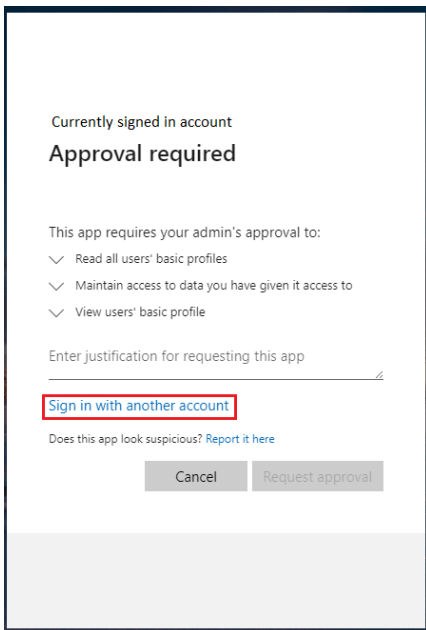 Currently signed in account
Approval required
This app requires your admin's approval to:
Read all users' basic profiles
Maintain access to data you have given it access to
View users' basic profile
Enter justification for requesting this app
Sign in with another account
Does this app look suspicious? Report it here
Cancel Request approval